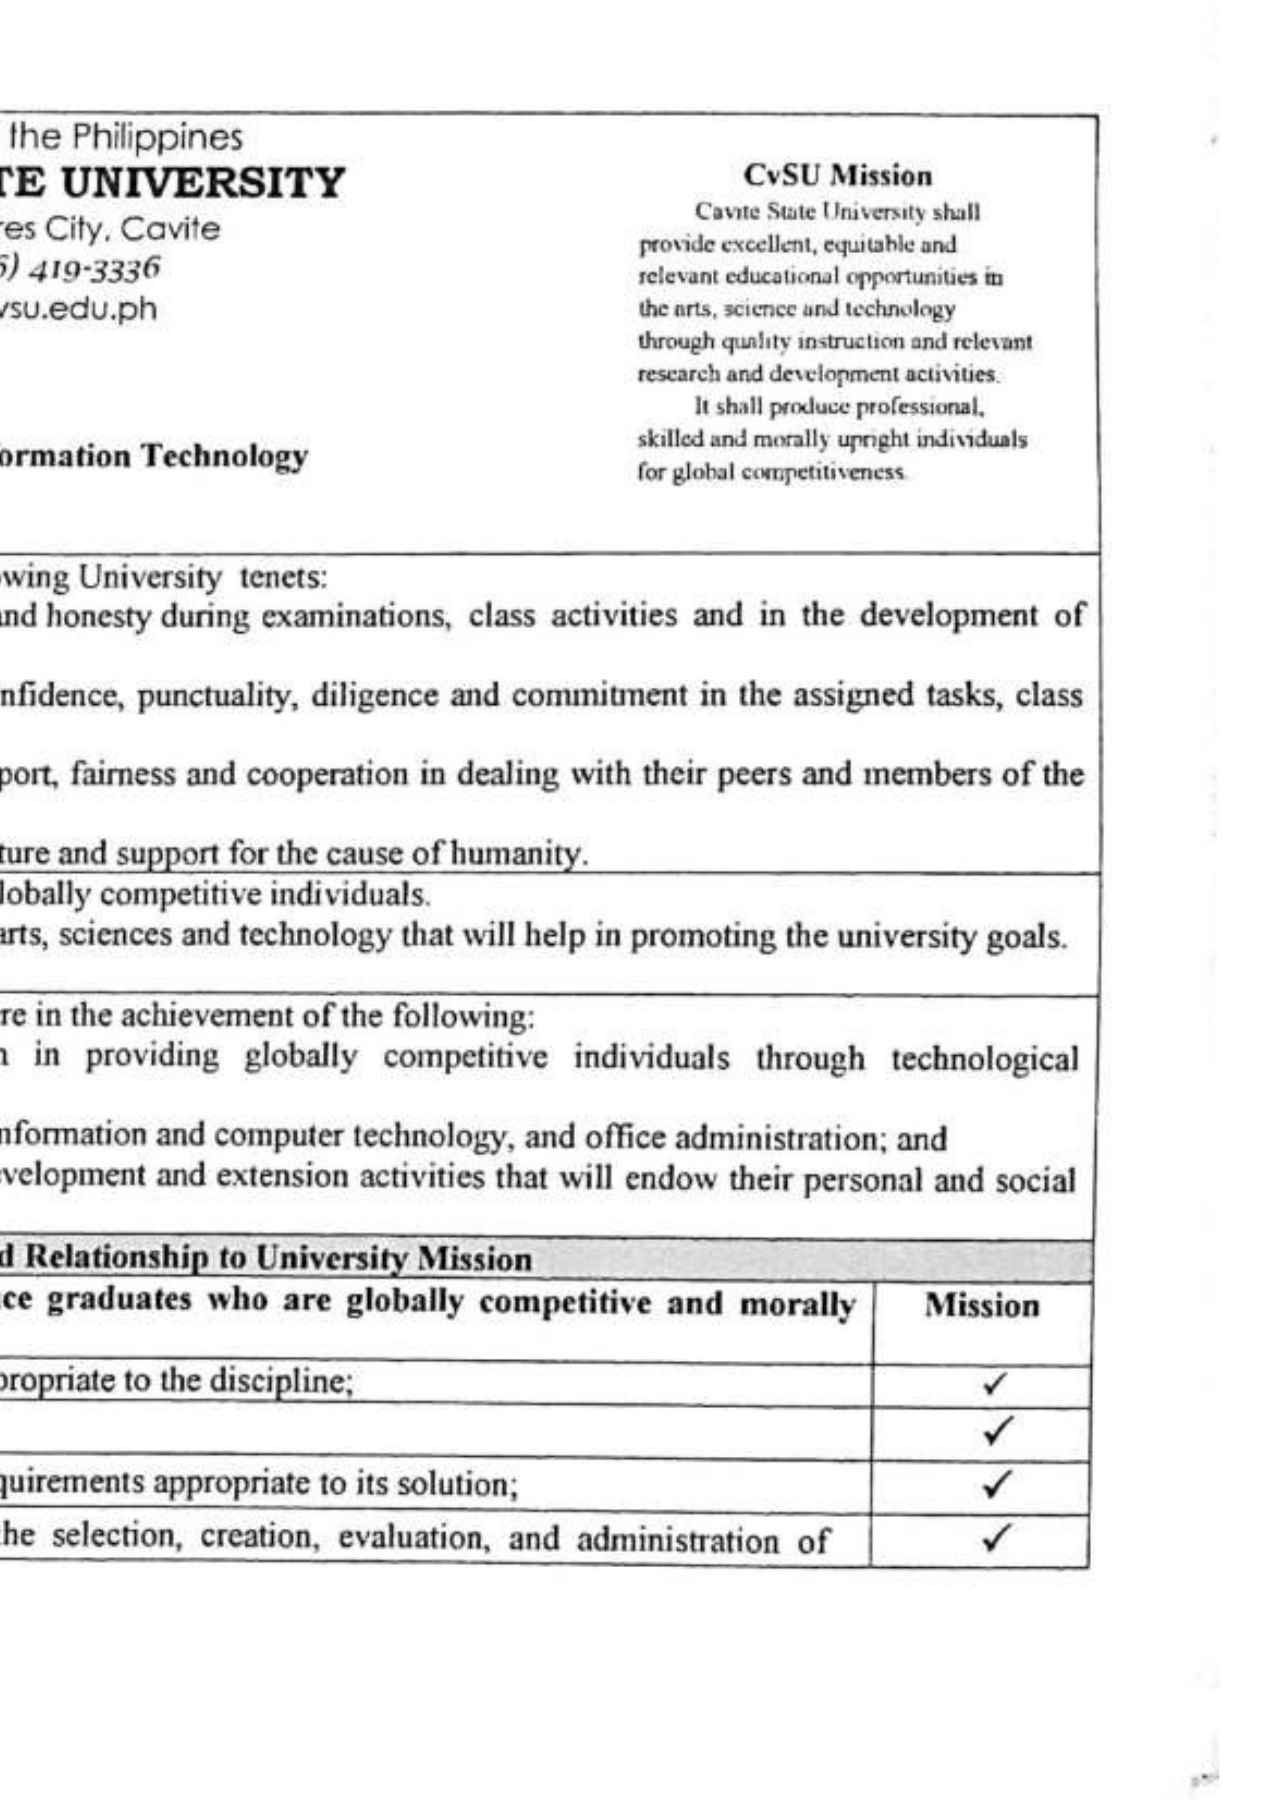 the Philippines
TE UNIVERSITY
res City, Cavite
6) 419-3336
vsu.edu.ph
ormation Technology
CvSU Mission
Cavite State University shall
provide excellent, equitable and
relevant educational opportunities in
the arts, science and technology
through quality instruction and relevant
research and development activities.
It shall produce professional,
skilled and morally upright individuals
for global competitiveness.
owing University tenets:
and honesty during examinations, class activities and in the development of
nfidence, punctuality, diligence and commitment in the assigned tasks, class
port, fairness and cooperation in dealing with their peers and members of the
ture and support for the cause of humanity.
lobally competitive individuals.
arts, sciences and technology that will help in promoting the university goals.
re in the achievement of the following:
n in providing globally competitive individuals through technological
nformation and computer technology, and office administration; and
velopment and extension activities that will endow their personal and social
d Relationship to University Mission
ce graduates who are globally competitive and morally
Mission
propriate to the discipline;
✓
✓
quirements appropriate to its solution;
✓
he selection, creation, evaluation, and administration of
✓